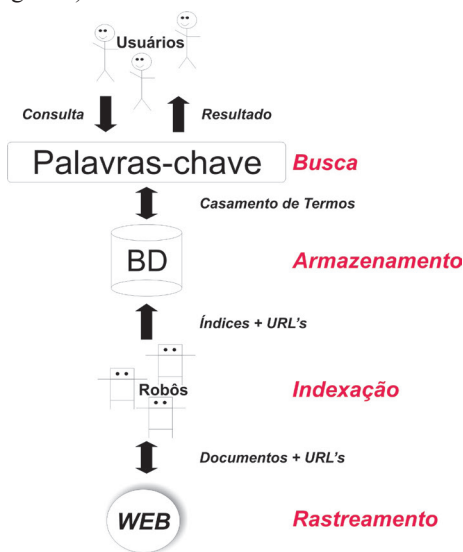 Usuários
Consulta
Resultado
Palavras-chave
Busca
Casamento de Termos
BD
Armazenamento
Índices + URL's
Robôs
Indexação
Documentos + URL's
WEB
Rastreamento